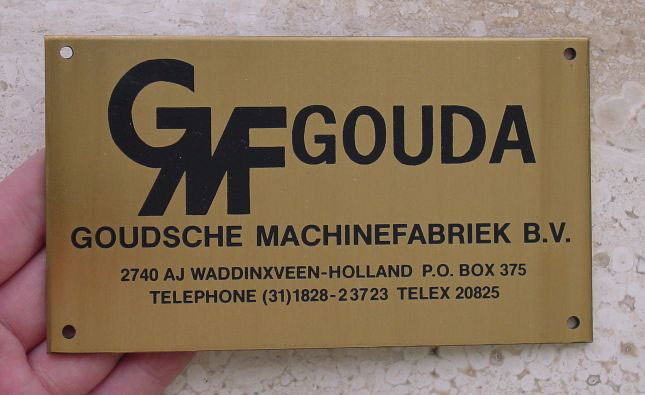 GMF GOUDA
GOUDSCHE MACHINEFABRIEK B.V.
2740 AJ WADDINXVEEN-HOLLAND P.O. BOX 375
TELEPHONE (31)1828-23723 TELEX 20825